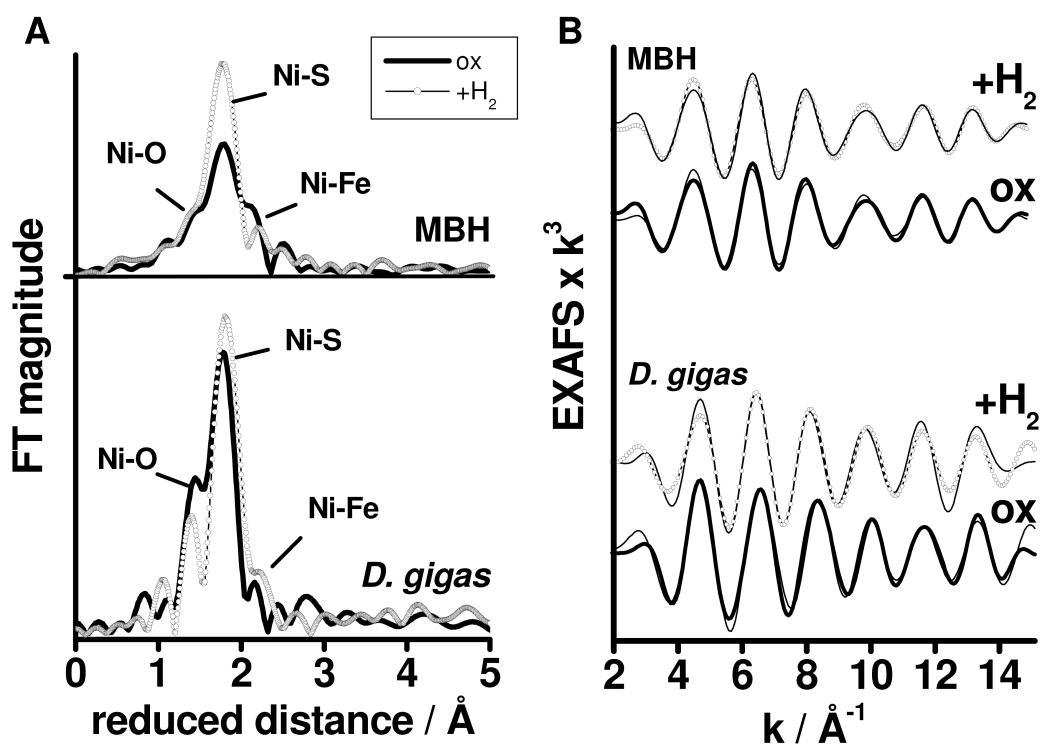 A
FT magnitude
ox
+H2
Ni-S
Ni-O
Ni-Fe
MBH
Ni-S
Ni-O
Ni-Fe
D. gigas
0 1 2 3 4 5
reduced distance / Å
B
EXAFS x k³
MBH
+H₂
ox
D. gigas
+H₂
ox
2 4 6 8 10 12 14
k / Å⁻¹